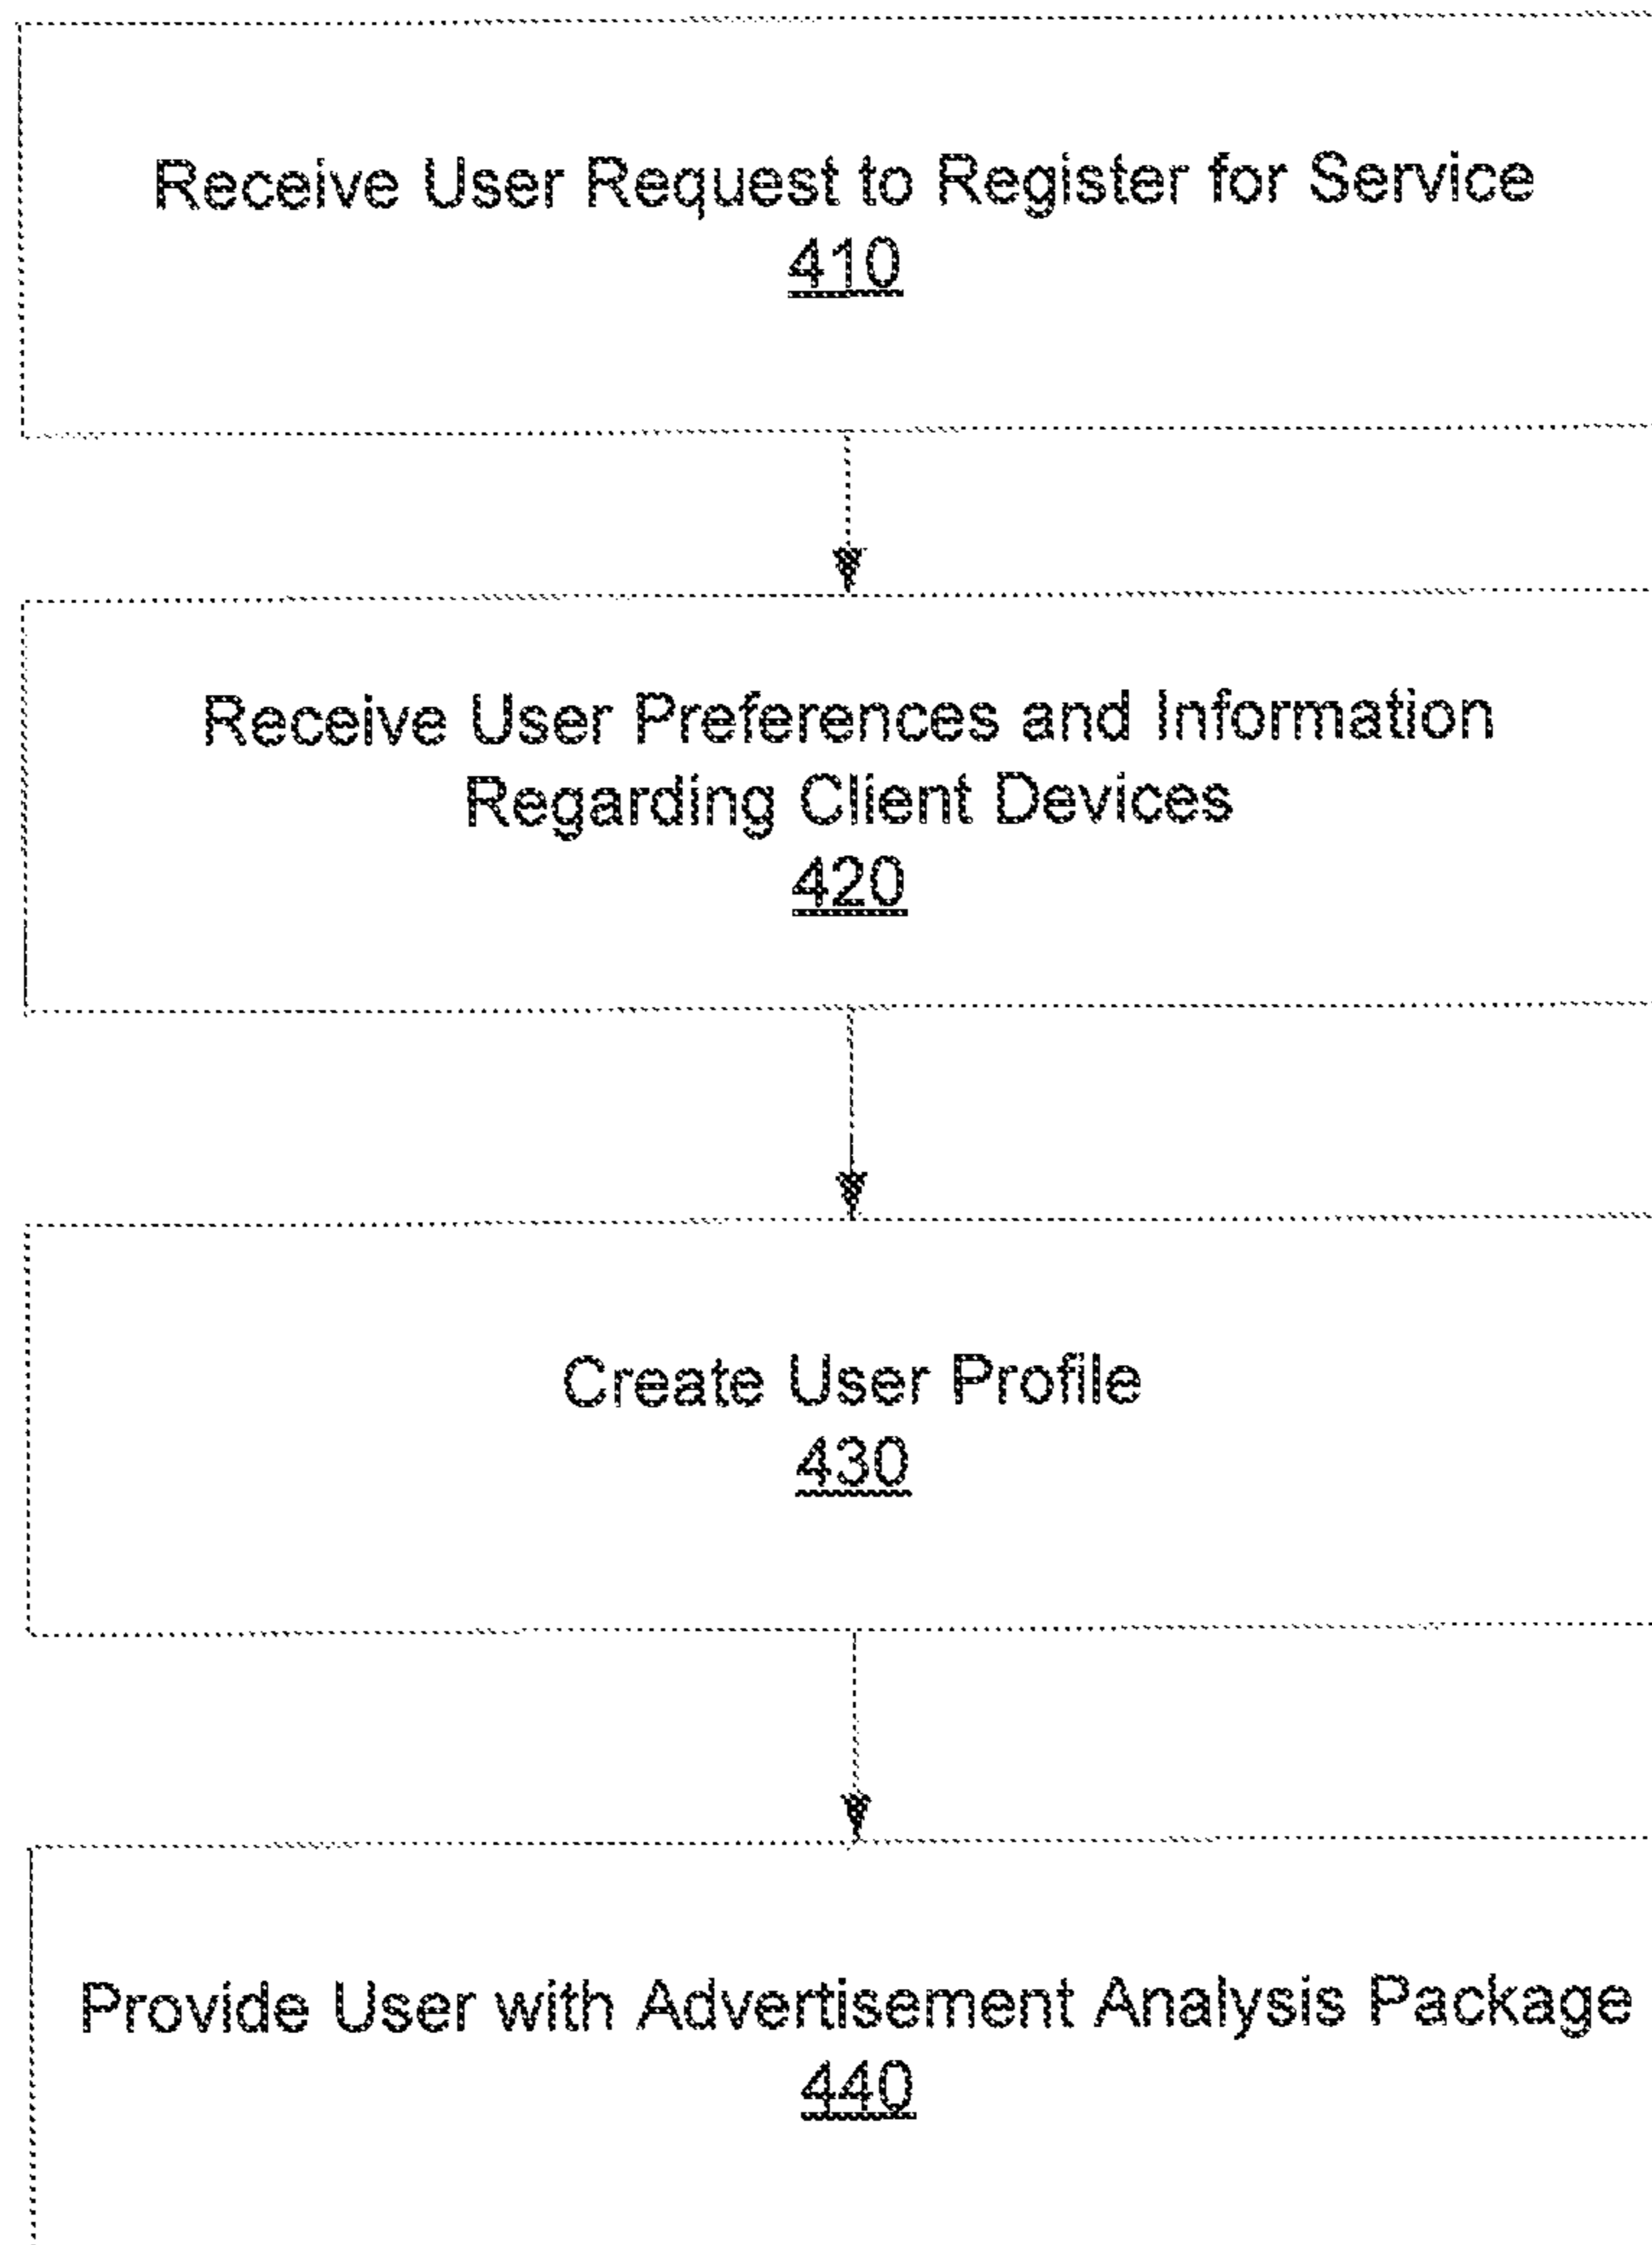 Receive User Request to Register for Service
410
Receive User Preferences and Information
Regarding Client Devices
420
Create User Profile
430
Provide User with Advertisement Analysis Package
440